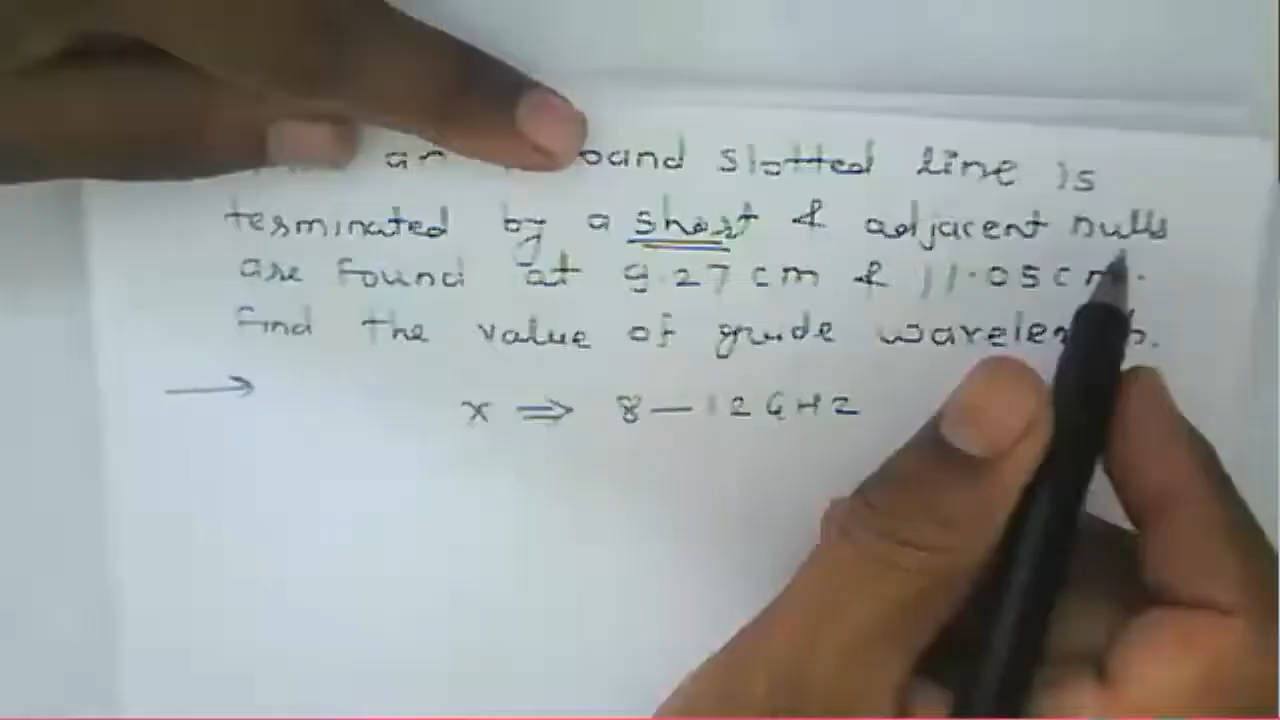 an band slotted line is
terminated by a short & adjacent nulls
are found at 9.27 cm & 11.05 cm.
find the value of guide
x ⇒ 8 — 12 GHZ